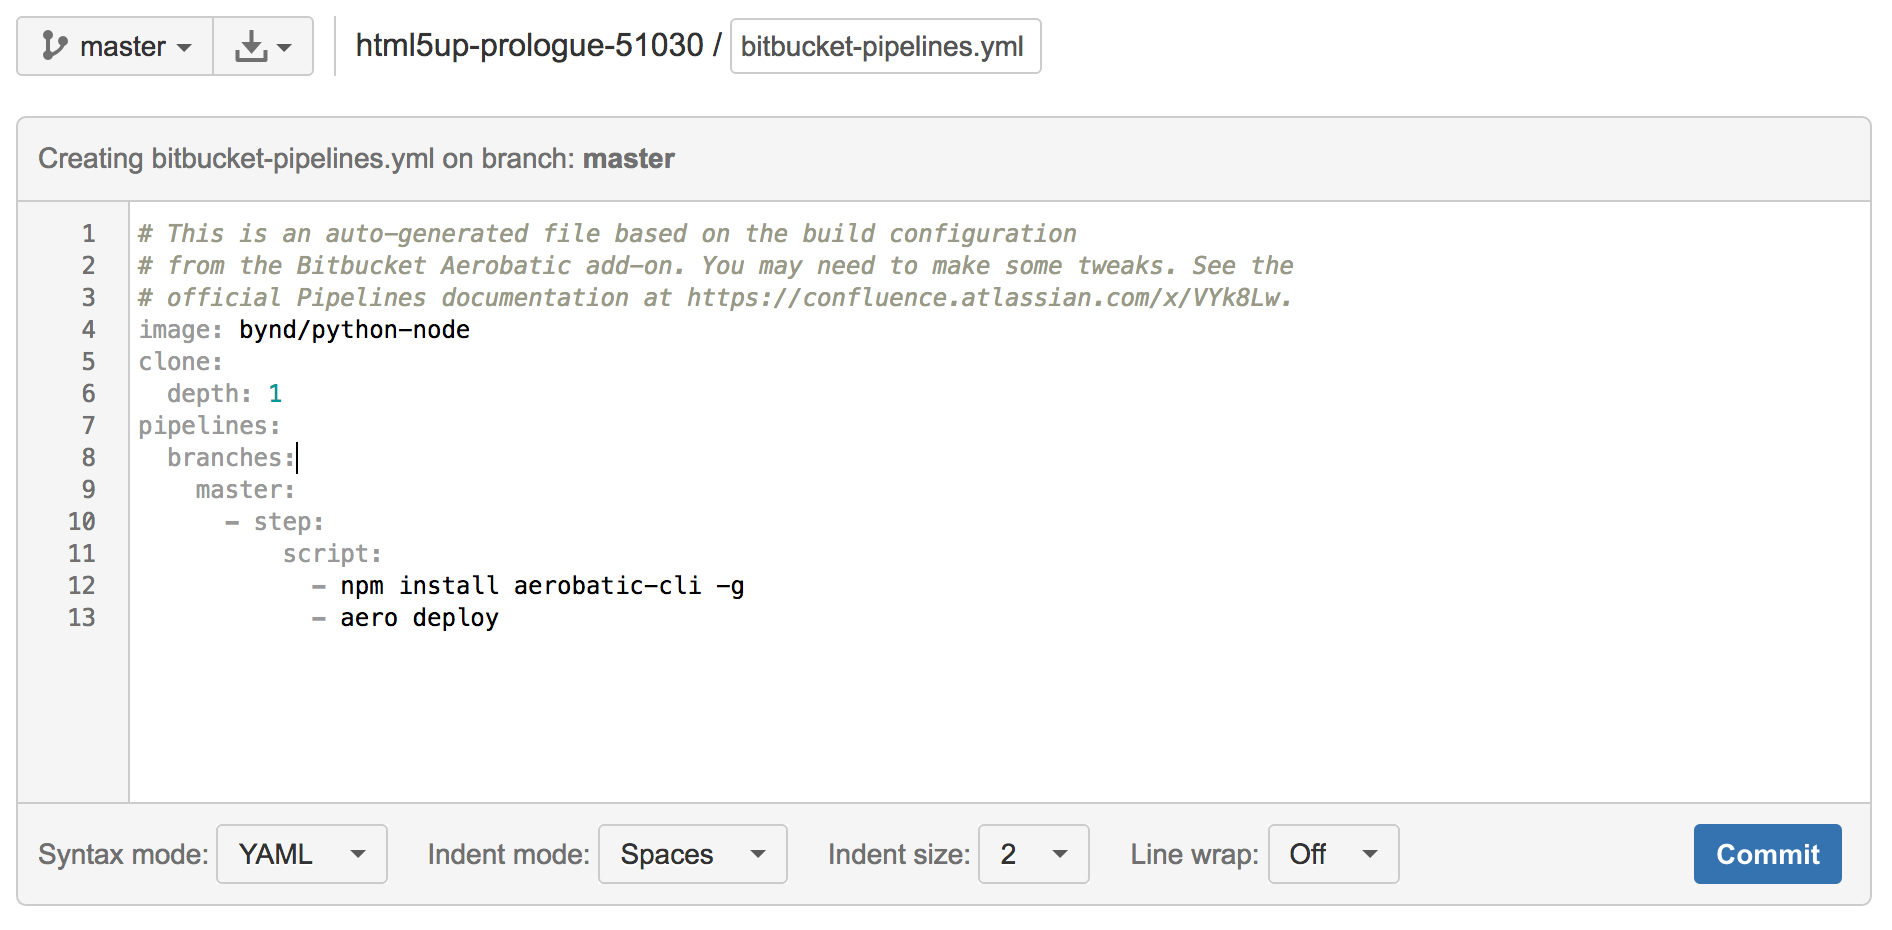 master
html5up-prologue-51030 / bitbucket-pipelines.yml
Creating bitbucket-pipelines.yml on branch: master
1 # This is an auto-generated file based on the build configuration
2 # from the Bitbucket Aerobatic add-on. You may need to make some tweaks. See the
3 # official Pipelines documentation at https://confluence.atlassian.com/x/VYk8Lw.
4 image: bynd/python-node
5 clone:
6   depth: 1
7 pipelines:
8   branches:
9     master:
10       - step:
11           script:
12             - npm install aerobatic-cli -g
13             - aero deploy
Syntax mode: YAML Indent mode: Spaces Indent size: 2 Line wrap: Off Commit